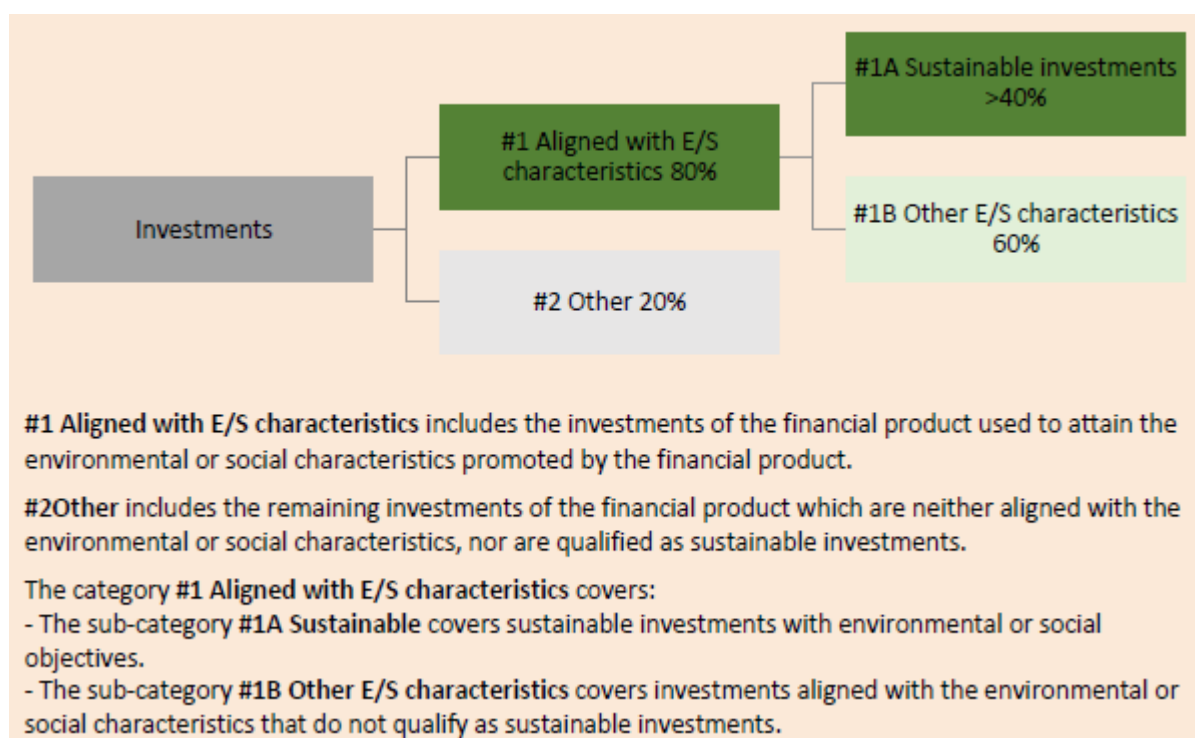 #1A Sustainable investments
>40%
#1 Aligned with E/S
characteristics 80%
Investments
#1B Other E/S characteristics
60%
#2 Other 20%
#1 Aligned with E/S characteristics includes the investments of the financial product used to attain the
environmental or social characteristics promoted by the financial product.
#2Other includes the remaining investments of the financial product which are neither aligned with the
environmental or social characteristics, nor are qualified as sustainable investments.
The category #1 Aligned with E/S characteristics covers:
- The sub-category #1A Sustainable covers sustainable investments with environmental or social
objectives.
- The sub-category #1B Other E/S characteristics covers investments aligned with the environmental or
social characteristics that do not qualify as sustainable investments.